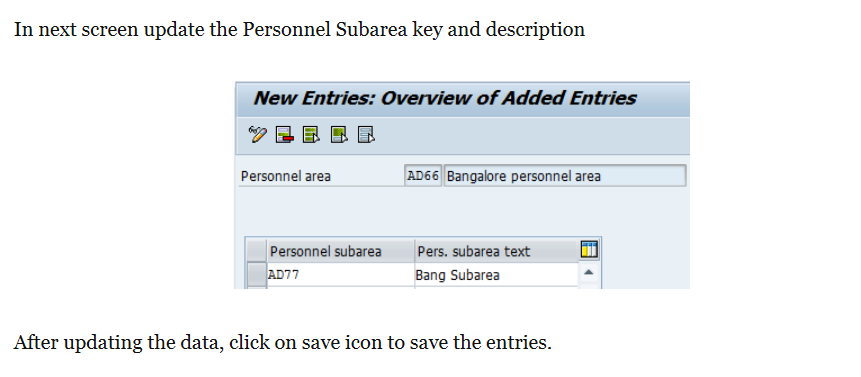 In next screen update the Personnel Subarea key and description
New Entries: Overview of Added Entries
Personnel area AD66 Bangalore personnel area
Personnel subarea Pers. subarea text
AD77 Bang Subarea
After updating the data, click on save icon to save the entries.